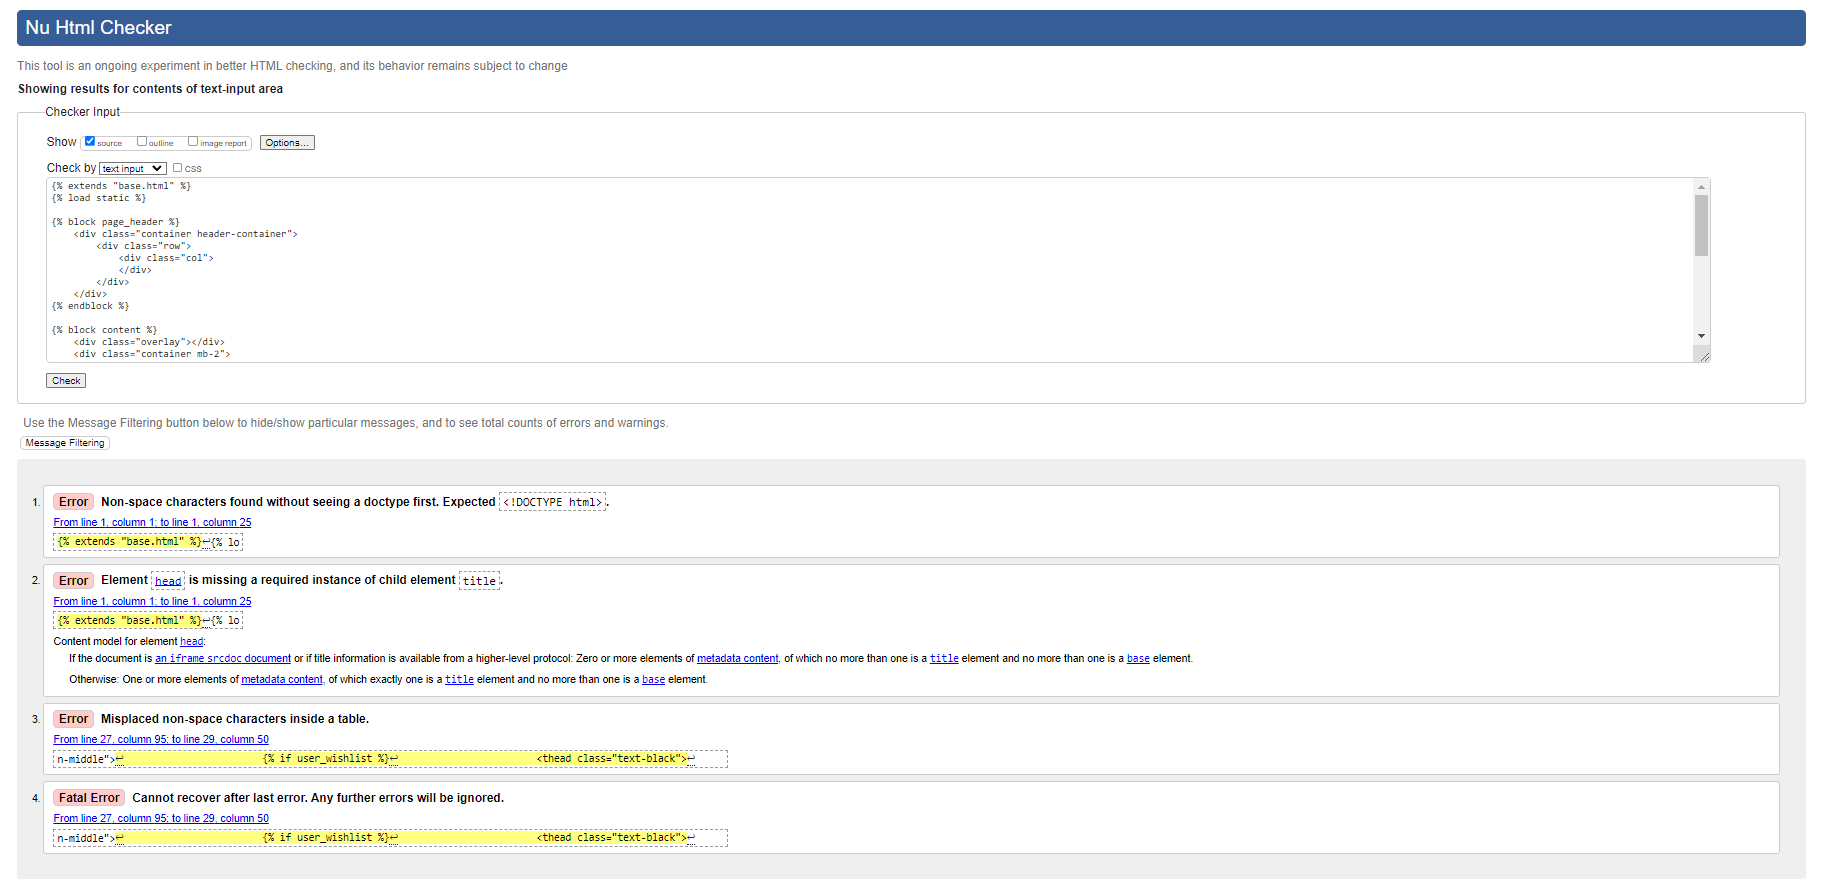 Nu Html Checker
This tool is an ongoing experiment in better HTML checking, and its behavior remains subject to change
Showing results for contents of text-input area
Checker Input
Show source outline image report Options...
Check by text input css
{% extends "base.html" %}
{% load static %}
{% block page_header %}
<div class="container header-container">
<div class="row">
<div class="col">
</div>
</div>
</div>
{% endblock %}
{% block content %}
<div class="overlay"></div>
<div class="container mb-2">
Check
Use the Message Filtering button below to hide/show particular messages, and to see total counts of errors and warnings.
Message Filtering
1. Error Non-space characters found without seeing a doctype first. Expected <!DOCTYPE html>.
From line 1, column 1; to line 1, column 25
{% extends "base.html" %}↩{% lo
2. Error Element head is missing a required instance of child element title.
From line 1, column 1; to line 1, column 25
{% extends "base.html" %}↩{% lo
Content model for element head:
If the document is an iframe srcdoc document or if title information is available from a higher-level protocol: Zero or more elements of metadata content, of which no more than one is a title element and no more than one is a base element.
Otherwise: One or more elements of metadata content, of which exactly one is a title element and no more than one is a base element.
3. Error Misplaced non-space characters inside a table.
From line 27, column 95; to line 29, column 50
n-middle">↩ {% if user_wishlist %}↩ <thead class="text-black">↩
4. Fatal Error Cannot recover after last error. Any further errors will be ignored.
From line 27, column 95; to line 29, column 50
n-middle">↩ {% if user_wishlist %}↩ <thead class="text-black">↩